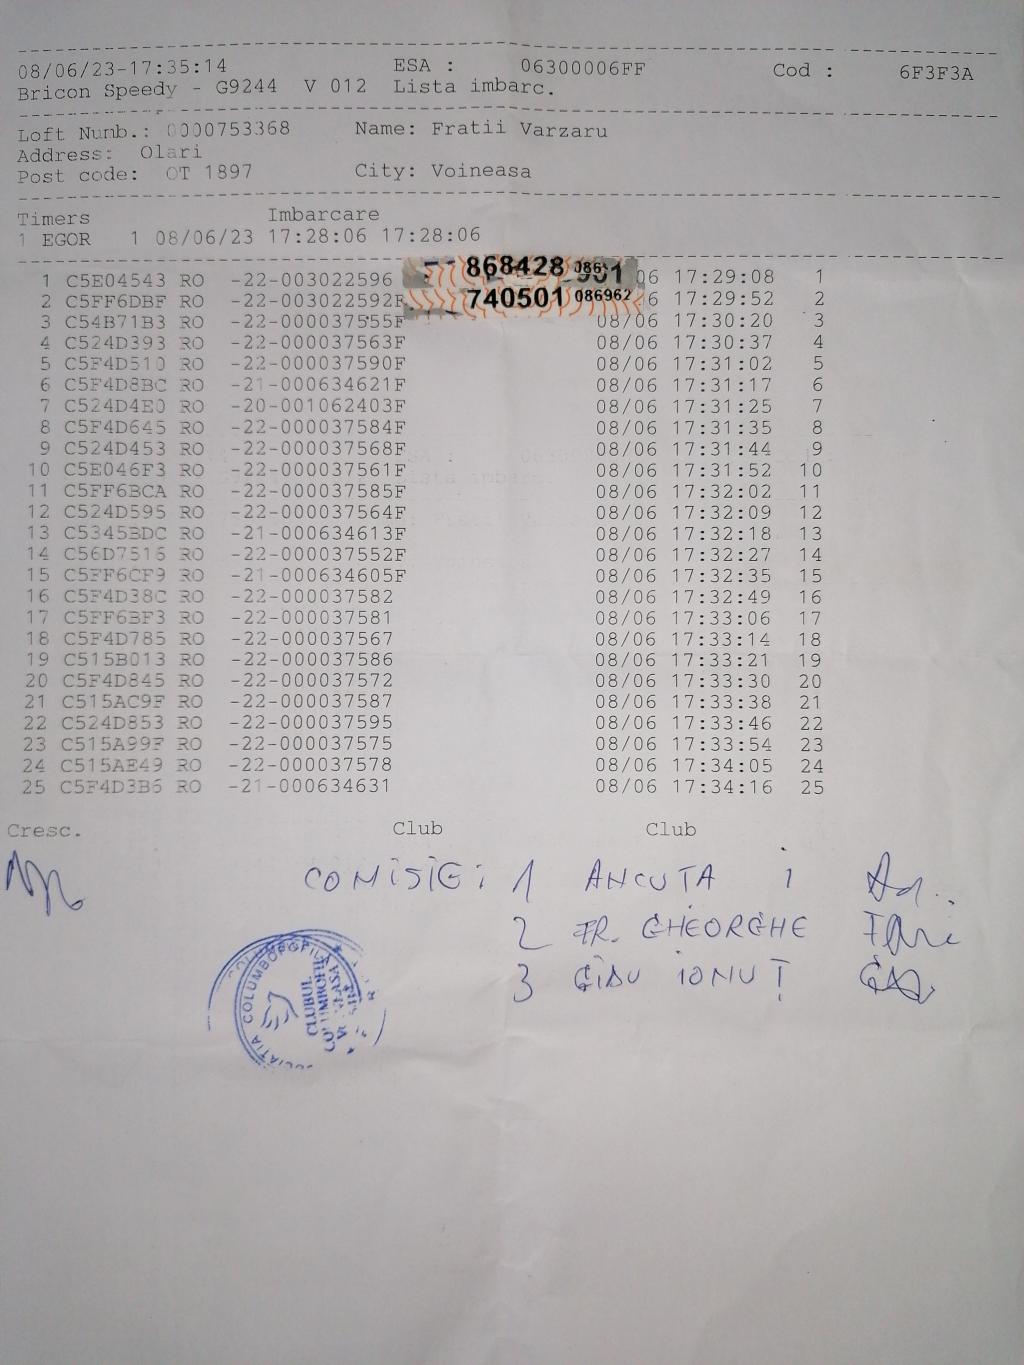 08/06/23-17:35:14 ESA : 06300006FF Cod : 6F3F3A
Bricon Speedy - G9244 V 012 Lista imbarc.
Loft Numb.: 0000753368 Name: Fratii Varzaru
Address: Olari
Post code: OT 1897 City: Voineasa
Timers Imbarcare
1 EGOR 1 08/06/23 17:28:06 17:28:06
868428 086961
740501 086962
1 C5E04543 RO -22-003022596 06 17:29:08 1
2 C5FF6DBF RO -22-003022592F 6 17:29:52 2
3 C54B71B3 RO -22-000037555F 08/06 17:30:20 3
4 C524D393 RO -22-000037563F 08/06 17:30:37 4
5 C5F4D510 RO -22-000037590F 08/06 17:31:02 5
6 C5F4D8BC RO -21-000634621F 08/06 17:31:17 6
7 C524D4E0 RO -20-001062403F 08/06 17:31:25 7
8 C5F4D645 RO -22-000037584F 08/06 17:31:35 8
9 C524D453 RO -22-000037568F 08/06 17:31:44 9
10 C5E046F3 RO -22-000037561F 08/06 17:31:52 10
11 C5FF6BCA RO -22-000037585F 08/06 17:32:02 11
12 C524D595 RO -22-000037564F 08/06 17:32:09 12
13 C5345BDC RO -21-000634613F 08/06 17:32:18 13
14 C56D7516 RO -22-000037552F 08/06 17:32:27 14
15 C5FF6CF9 RO -21-000634605F 08/06 17:32:35 15
16 C5F4D38C RO -22-000037582 08/06 17:32:49 16
17 C5FF6BF3 RO -22-000037581 08/06 17:33:06 17
18 C5F4D785 RO -22-000037567 08/06 17:33:14 18
19 C515B013 RO -22-000037586 08/06 17:33:21 19
20 C5F4D845 RO -22-000037572 08/06 17:33:30 20
21 C515AC9F RO -22-000037587 08/06 17:33:38 21
22 C524D853 RO -22-000037595 08/06 17:33:46 22
23 C515A99F RO -22-000037575 08/06 17:33:54 23
24 C515AE49 RO -22-000037578 08/06 17:34:05 24
25 C5F4D3B6 RO -21-000634631 08/06 17:34:16 25
Cresc. Club Club
COMISIE: 1 ANCUȚA i
2 FR. GHEORGHE
3 GÎDU IONUȚ
COLUMBOFILA
CLUBUL